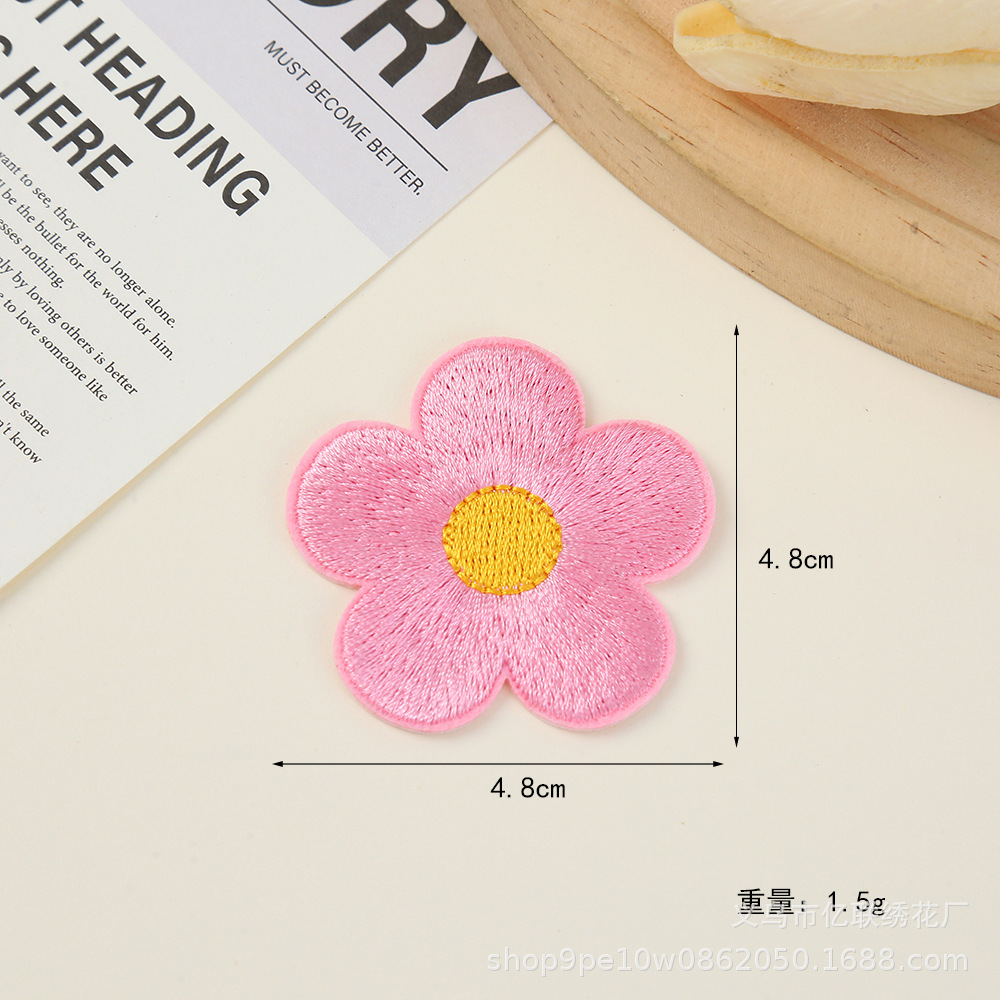 ORY
MUST BECOME BETTER.
T HEADING
S HERE
want to see, they are no longer alone.
be the bullet for the world for him.
esses nothing.
ly by loving others is better
to love someone like
the same
n't know
4.8cm
4.8cm
重量：1.5g
义乌市亿联绣花厂
shop9pe10w0862050.1688.com